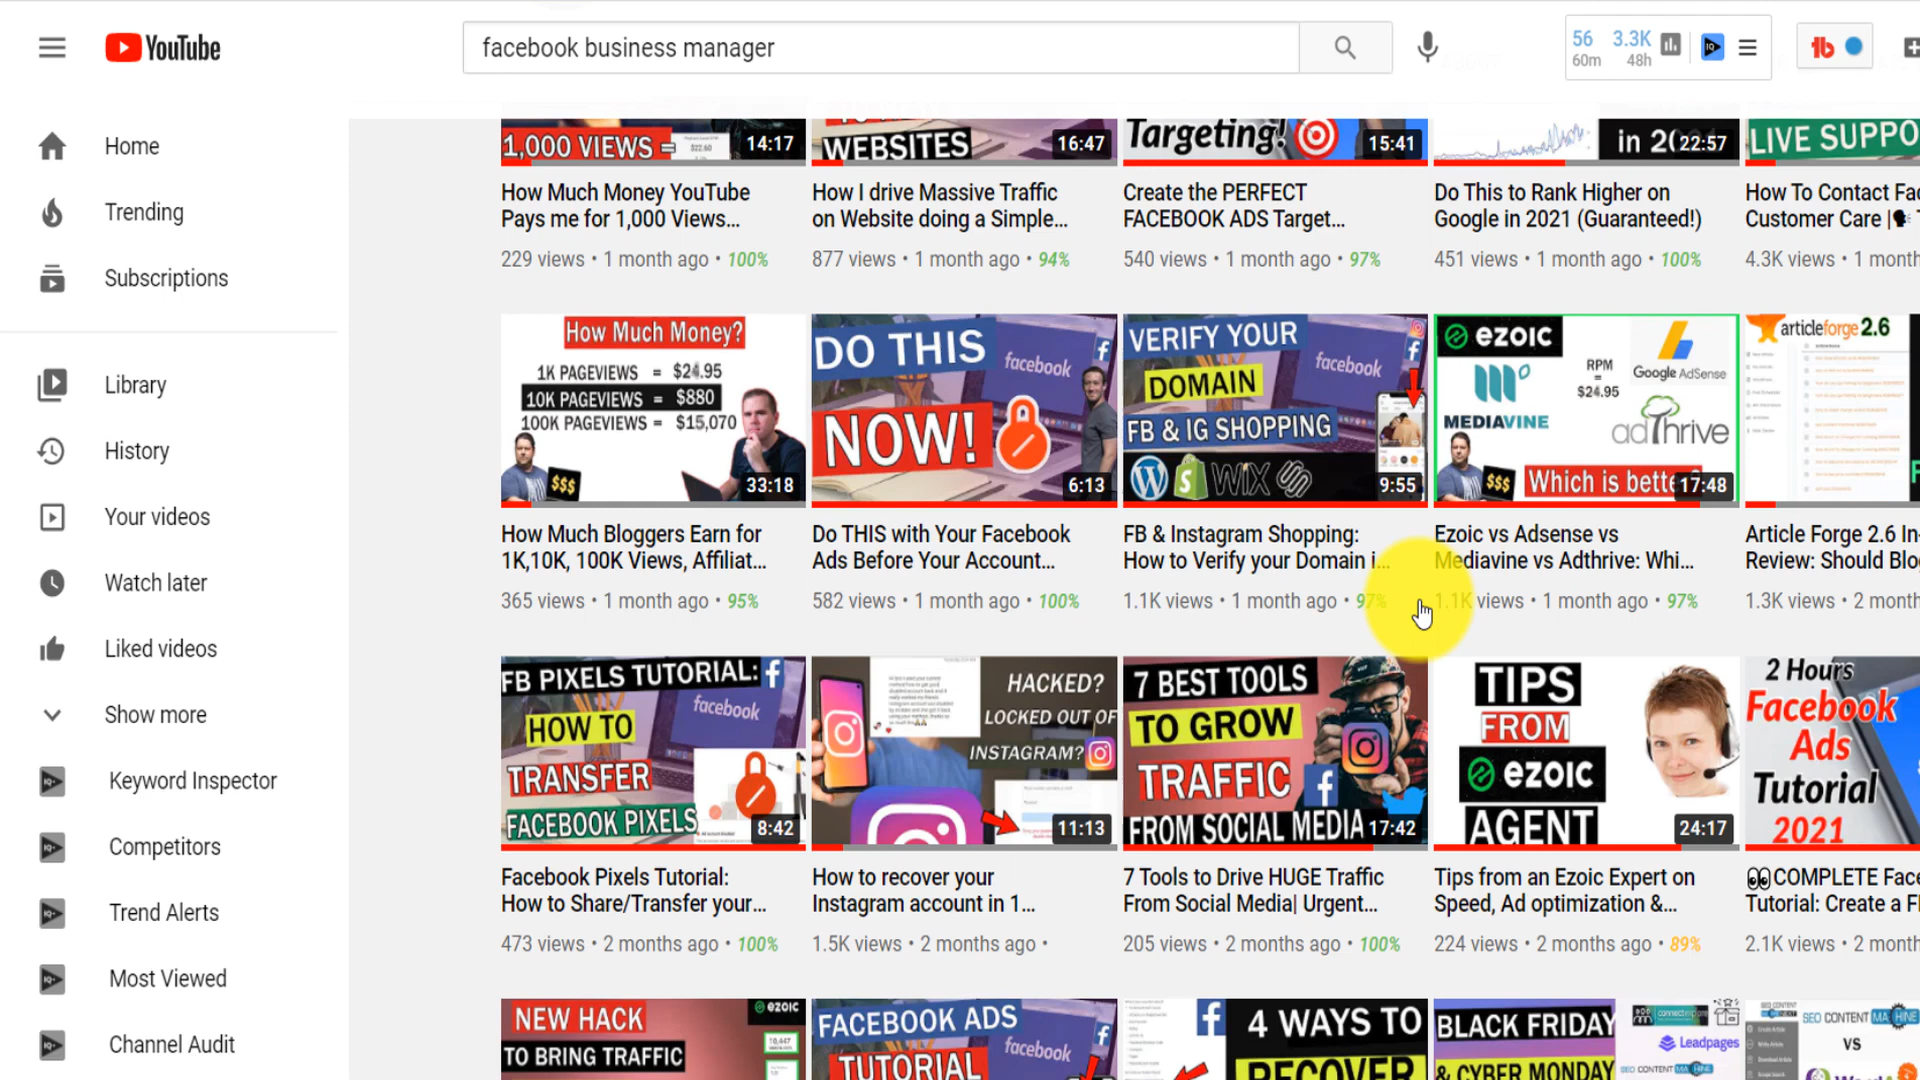 YouTube
facebook business manager
56
60m
3.3K
48h
Home
Trending
Subscriptions
Library
History
Your videos
Watch later
Liked videos
Show more
Keyword Inspector
Competitors
Trend Alerts
Most Viewed
Channel Audit
1,000 VIEWS =
14:17
WEBSITES
16:47
Targeting!
15:41
in 20
22:57
LIVE SUPPO
How Much Money YouTube
Pays me for 1,000 Views...
229 views • 1 month ago • 100%
How I drive Massive Traffic
on Website doing a Simple...
877 views • 1 month ago • 94%
Create the PERFECT
FACEBOOK ADS Target...
540 views • 1 month ago • 97%
Do This to Rank Higher on
Google in 2021 (Guaranteed!)
451 views • 1 month ago • 100%
How To Contact Fac
Customer Care |
4.3K views • 1 month
How Much Money?
1K PAGEVIEWS = $24.95
10K PAGEVIEWS = $880
100K PAGEVIEWS = $15,070
$$$
33:18
DO THIS
facebook
NOW!
6:13
VERIFY YOUR
facebook
DOMAIN
FB & IG SHOPPING
WIX
9:55
ezoic
RPM
=
$24.95
Google AdSense
MEDIAVINE
adThrive
$$$
Which is bette
17:48
articleforge 2.6
How Much Bloggers Earn for
1K,10K, 100K Views, Affiliat...
365 views • 1 month ago • 95%
Do THIS with Your Facebook
Ads Before Your Account...
582 views • 1 month ago • 100%
FB & Instagram Shopping:
How to Verify your Domain i...
1.1K views • 1 month ago • 97%
Ezoic vs Adsense vs
Mediavine vs Adthrive: Whi...
1.1K views • 1 month ago • 97%
Article Forge 2.6 In-
Review: Should Blog
1.3K views • 2 month
FB PIXELS TUTORIAL:
HOW TO
facebook
TRANSFER
FACEBOOK PIXELS
8:42
HACKED?
LOCKED OUT OF
INSTAGRAM?
11:13
7 BEST TOOLS
TO GROW
TRAFFIC
FROM SOCIAL MEDIA
17:42
TIPS
FROM
ezoic
AGENT
24:17
2 Hours
Facebook
Ads
Tutorial
2021
Facebook Pixels Tutorial:
How to Share/Transfer your...
473 views • 2 months ago • 100%
How to recover your
Instagram account in 1...
1.5K views • 2 months ago •
7 Tools to Drive HUGE Traffic
From Social Media| Urgent...
205 views • 2 months ago • 100%
Tips from an Ezoic Expert on
Speed, Ad optimization &...
224 views • 2 months ago • 89%
COMPLETE Face
Tutorial: Create a F
2.1K views • 2 month
NEW HACK
TO BRING TRAFFIC
ezoic
FACEBOOK ADS
facebook
TUTORIAL
4 WAYS TO
RECOVER
BLACK FRIDAY
& CYBER MONDAY
Leadpages
SEO CONTENT MACHINE
VS